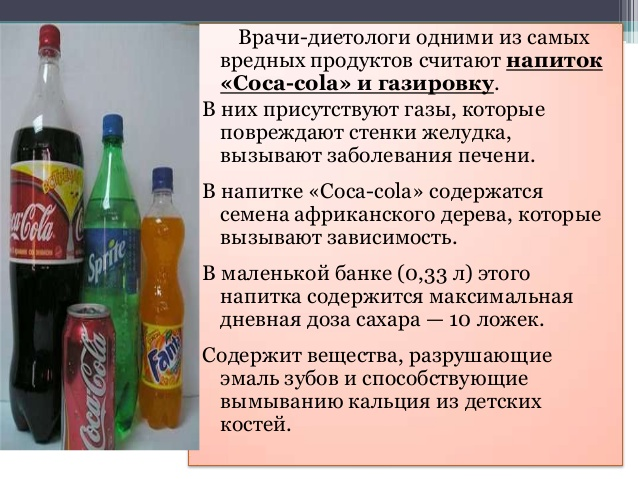 Врачи-диетологи одними из самых
вредных продуктов считают напиток
«Coca-cola» и газировку.
В них присутствуют газы, которые
повреждают стенки желудка,
вызывают заболевания печени.
В напитке «Coca-cola» содержатся
семена африканского дерева, которые
вызывают зависимость.
В маленькой банке (0,33 л) этого
напитка содержится максимальная
дневная доза сахара — 10 ложек.
Содержит вещества, разрушающие
эмаль зубов и способствующие
вымыванию кальция из детских
костей.
Coca-Cola
Sprite
Fanta
Coca-Cola